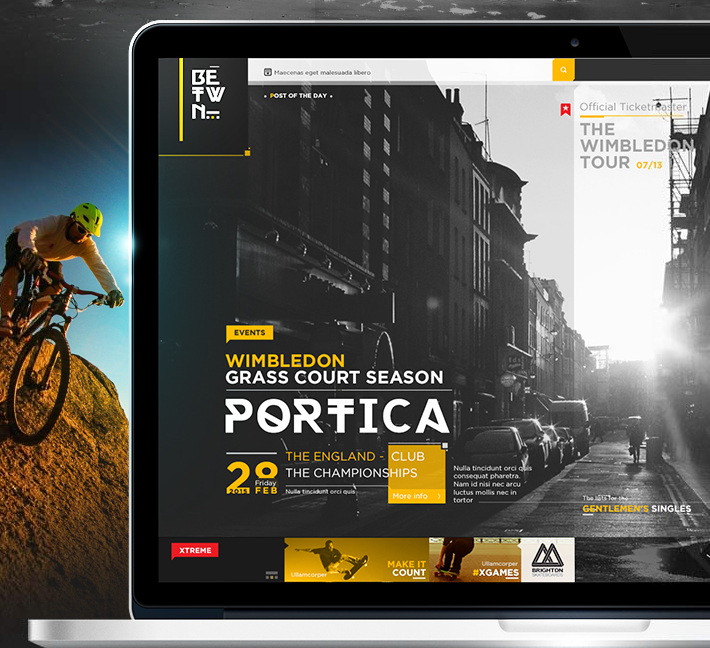 BE
TW
N
Maecenas eget malesuada libero
POST OF THE DAY
Official Ticketmaster
THE
WIMBLEDON
TOUR 07/13
EVENTS
WIMBLEDON
GRASS COURT SEASON
PORTICA
20
2015
Friday
FEB
THE ENGLAND - CLUB
THE CHAMPIONSHIPS
Nulla tincidunt orci quis
More info
Nulla tincidunt orci quis
consequat pharetra.
Nam id nisi nec arcu
luctus mollis nec in
tortor
for the
GENTLEMEN'S SINGLES
XTREME
Ullamcorper
MAKE IT
COUNT
Ullamcorper
#XGAMES
BRIGHTON
SKATEBOARDS